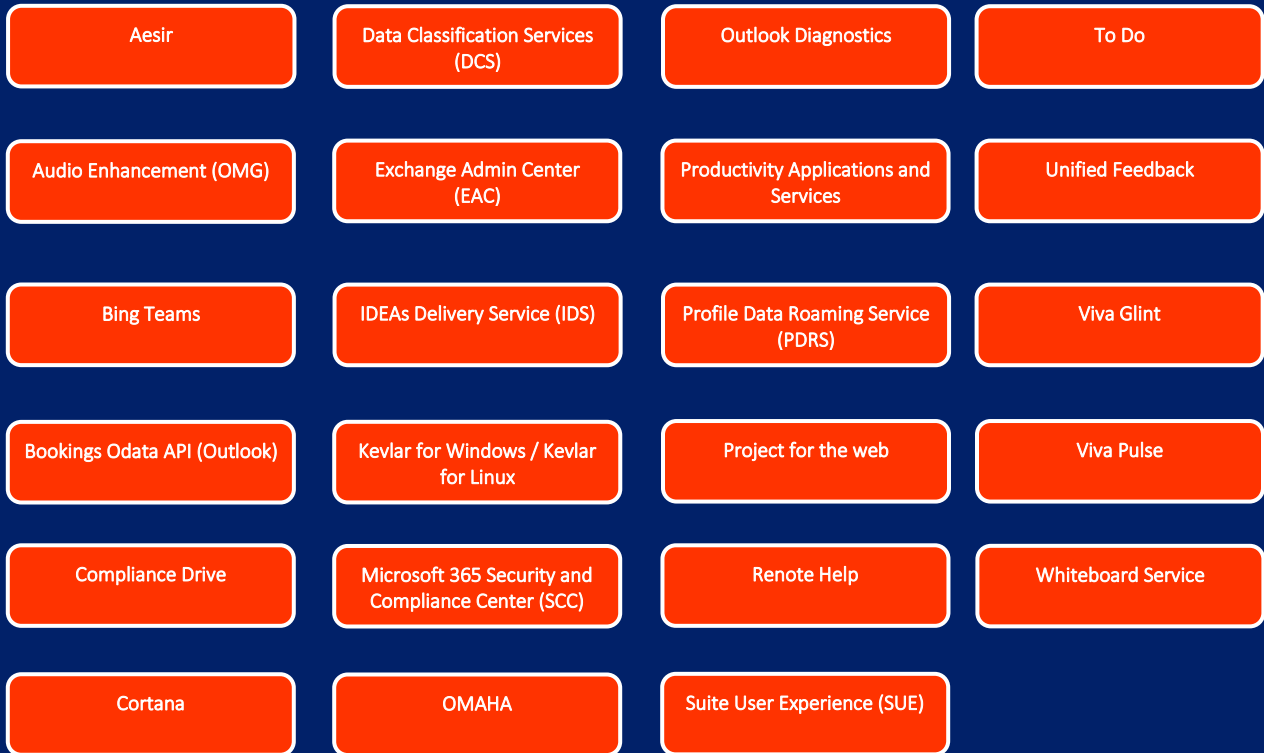 Aesir
Data Classification Services
(DCS)
Outlook Diagnostics
To Do
Audio Enhancement (OMG)
Exchange Admin Center
(EAC)
Productivity Applications and
Services
Unified Feedback
Bing Teams
IDEAs Delivery Service (IDS)
Profile Data Roaming Service
(PDRS)
Viva Glint
Bookings Odata API (Outlook)
Kevlar for Windows / Kevlar
for Linux
Project for the web
Viva Pulse
Compliance Drive
Microsoft 365 Security and
Compliance Center (SCC)
Renote Help
Whiteboard Service
Cortana
OMAHA
Suite User Experience (SUE)